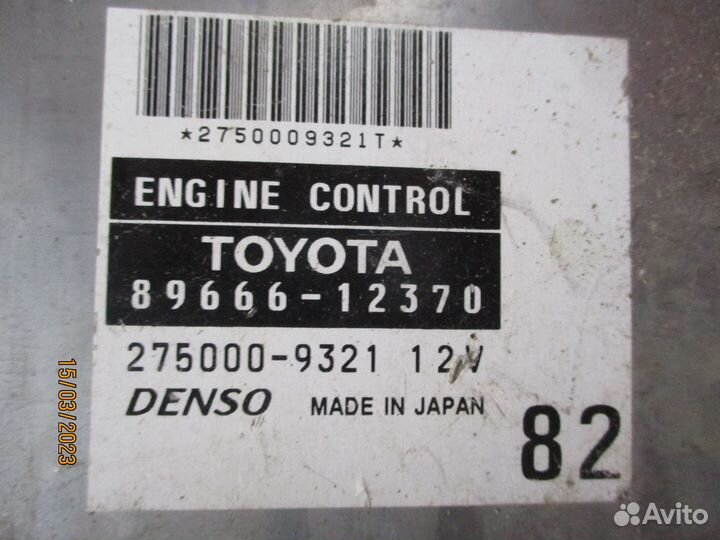 *2750009321T*
ENGINE CONTROL
TOYOTA
89666-12370
275000-9321 12V
DENSO MADE IN JAPAN
82
15/03/2023
Avito